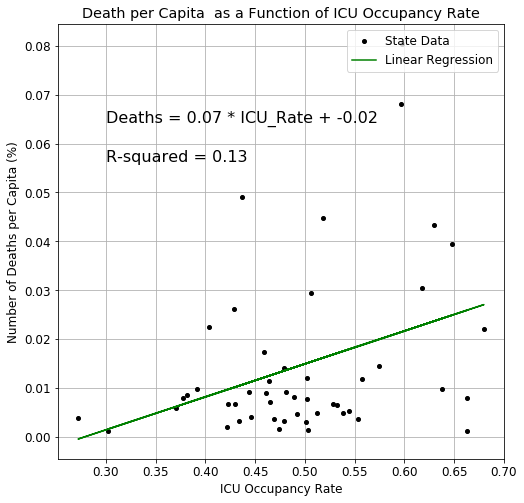 Death per Capita  as a Function of ICU Occupancy Rate
State Data
Linear Regression
Deaths = 0.07 * ICU_Rate + -0.02
R-squared = 0.13
Number of Deaths per Capita (%)
0.08
0.07
0.06
0.05
0.04
0.03
0.02
0.01
0.00
0.30 0.35 0.40 0.45 0.50 0.55 0.60 0.65 0.70
ICU Occupancy Rate